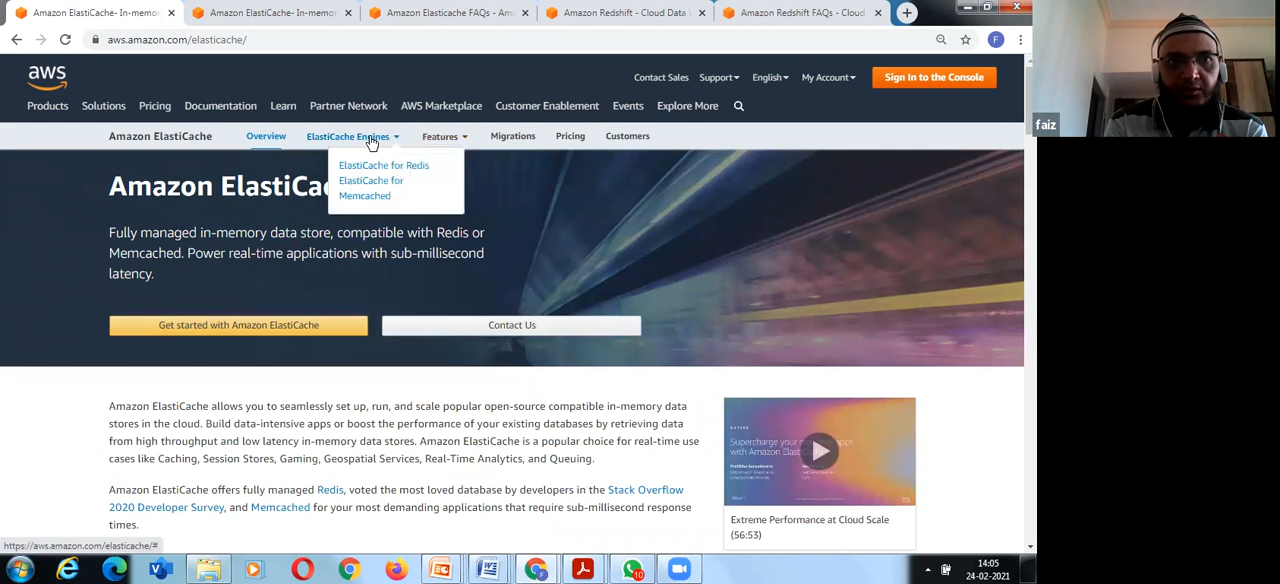 Amazon ElastiCache- In-memor
Amazon ElastiCache- In-memor
Amazon Elasticache FAQs - Am
Amazon Redshift - Cloud Data W
Amazon Redshift FAQs - Cloud
aws.amazon.com/elasticache/
F
aws
Contact Sales Support English My Account Sign In to the Console
Products Solutions Pricing Documentation Learn Partner Network AWS Marketplace Customer Enablement Events Explore More
Amazon ElastiCache Overview ElastiCache Engines Features Migrations Pricing Customers
ElastiCache for Redis
ElastiCache for
Memcached
Amazon ElastiCa
Fully managed in-memory data store, compatible with Redis or
Memcached. Power real-time applications with sub-millisecond
latency.
Get started with Amazon ElastiCache
Contact Us
Amazon ElastiCache allows you to seamlessly set up, run, and scale popular open-source compatible in-memory data
stores in the cloud. Build data-intensive apps or boost the performance of your existing databases by retrieving data
from high throughput and low latency in-memory data stores. Amazon ElastiCache is a popular choice for real-time use
cases like Caching, Session Stores, Gaming, Geospatial Services, Real-Time Analytics, and Queuing.
Amazon ElastiCache offers fully managed Redis, voted the most loved database by developers in the Stack Overflow
2020 Developer Survey, and Memcached for your most demanding applications that require sub-millisecond response
times.
Supercharge your apps
with Amazon Elasti
Extreme Performance at Cloud Scale
(56:53)
https://aws.amazon.com/elasticache/#
10
14:05
24-02-2021
faiz